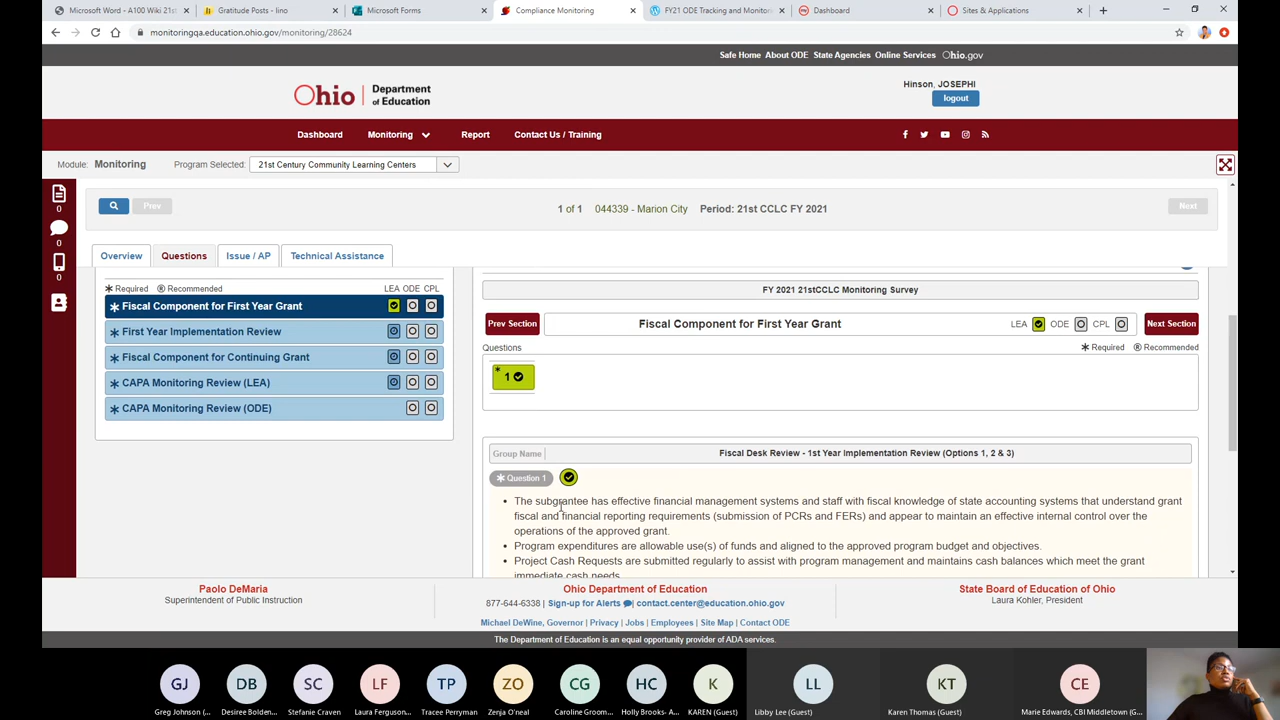 Microsoft Word - A100 Wiki 21st
Gratitude Posts - Iino
Microsoft Forms
Compliance Monitoring
FY21 ODE Tracking and Monitori
Dashboard
Sites & Applications
monitoringqa.education.ohio.gov/monitoring/28624
Safe Home About ODE State Agencies Online Services Ohio.gov
Ohio Department of Education
Hinson, JOSEPHI
logout
Dashboard Monitoring Report Contact Us / Training
Module: Monitoring Program Selected: 21st Century Community Learning Centers
0
0
0
Prev
1 of 1 044339 - Marion City Period: 21st CCLC FY 2021
Next
Overview Questions Issue / AP Technical Assistance
Required Recommended LEA ODE CPL
Fiscal Component for First Year Grant
First Year Implementation Review
Fiscal Component for Continuing Grant
CAPA Monitoring Review (LEA)
CAPA Monitoring Review (ODE)
FY 2021 21stCCLC Monitoring Survey
Prev Section Fiscal Component for First Year Grant LEA ODE CPL Next Section
Questions Required Recommended
1
Group Name Fiscal Desk Review - 1st Year Implementation Review (Options 1, 2 & 3)
Question 1
• The subgrantee has effective financial management systems and staff with fiscal knowledge of state accounting systems that understand grant
fiscal and financial reporting requirements (submission of PCRs and FERs) and appear to maintain an effective internal control over the
operations of the approved grant.
• Program expenditures are allowable use(s) of funds and aligned to the approved program budget and objectives.
• Project Cash Requests are submitted regularly to assist with program management and maintains cash balances which meet the grant
immediate cash needs.
Paolo DeMaria
Superintendent of Public Instruction
Ohio Department of Education
877-644-6338 | Sign-up for Alerts | contact.center@education.ohio.gov
Michael DeWine, Governor | Privacy | Jobs | Employees | Site Map | Contact ODE
The Department of Education is an equal opportunity provider of ADA services.
State Board of Education of Ohio
Laura Kohler, President
GJ DB SC LF TP ZO CG HC K LL KT CE
Greg Johnson (... Desiree Bolden... Stefanie Craven Laura Ferguson... Tracee Perryman Zenja O'neal Caroline Groom... Holly Brooks- A... KAREN (Guest) Libby Lee (Guest) Karen Thomas (Guest) Marie Edwards, CBI Middletown (G...